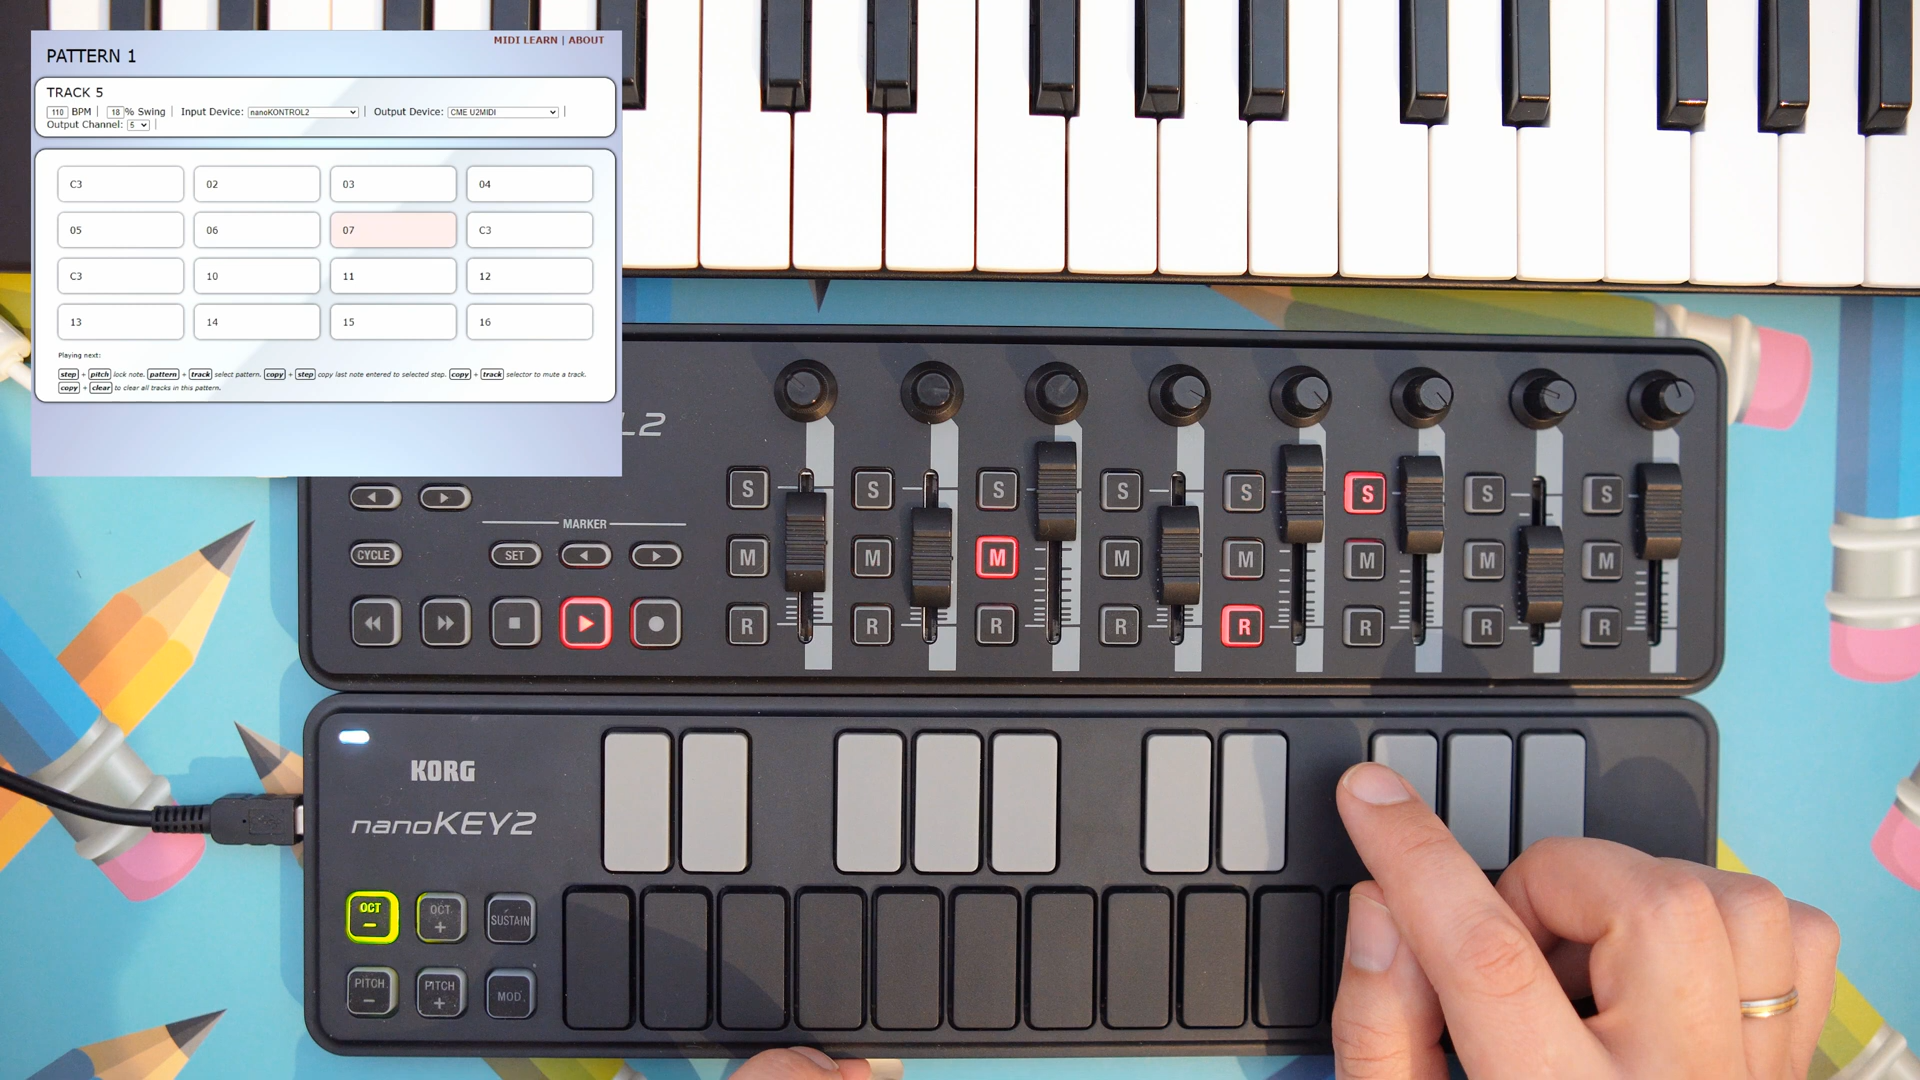 MIDI LEARN | ABOUT
PATTERN 1
TRACK 5
110 BPM | 18 % Swing | Input Device: nanoKONTROL2 | Output Device: CME U2MIDI |
Output Channel: 5 |
C3 02 03 04
05 06 07 C3
C3 10 11 12
13 14 15 16
Playing next:
step + pitch lock note. pattern + track select pattern. copy + step copy last note entered to selected step. copy + track selector to mute a track.
copy + clear to clear all tracks in this pattern.
L2
S S S S S S S S
MARKER
CYCLE SET
M M M M M M M M
R R R R R R R R
KORG
nanoKEY2
OCT − OCT + SUSTAIN
PITCH − PITCH + MOD.